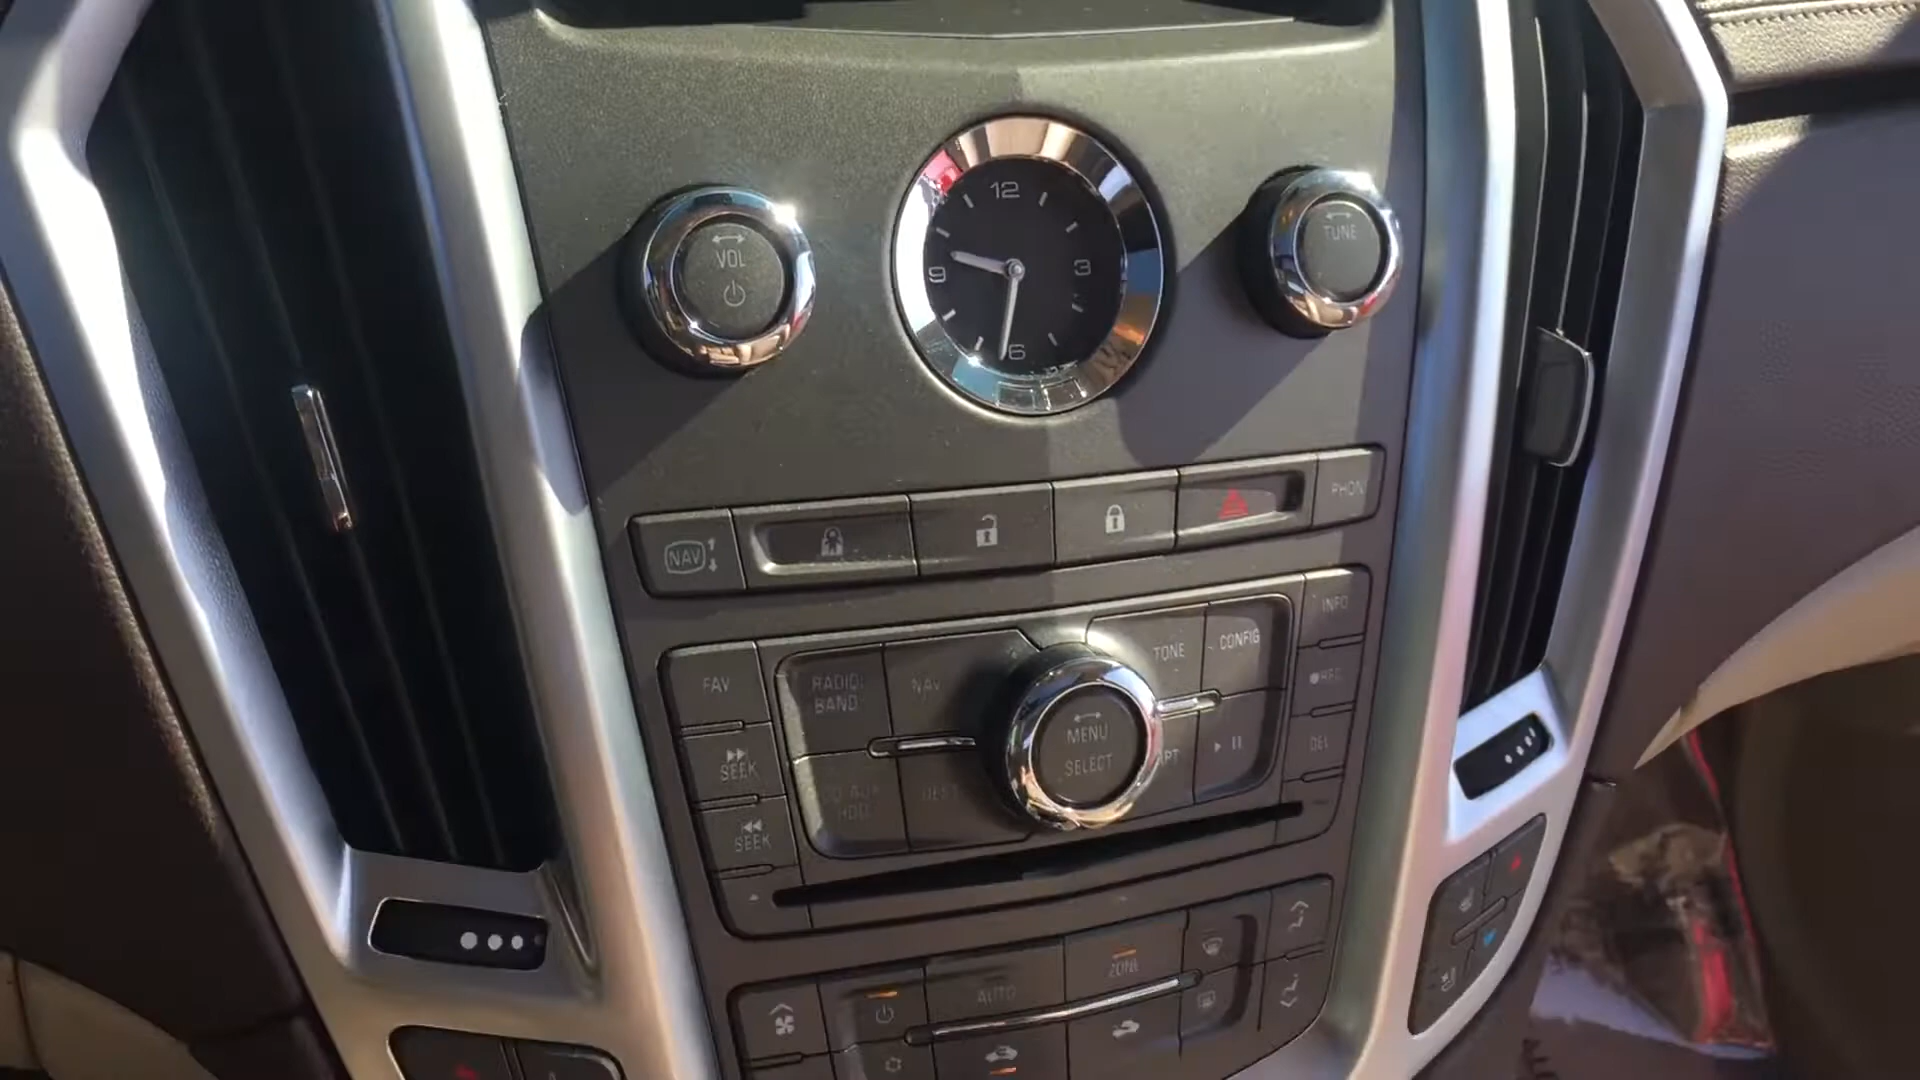 12
3
9
6
VOL
TUNE
NAV
PHON
INFO
FAV
RADIO
BAND
NAV
TONE
CONFIG
REC
MENU
SELECT
SEEK
DEL
SEEK
AUTO
ZONE